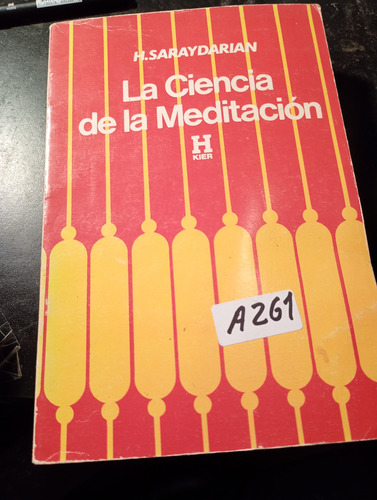 H.SARAYDARIAN
La Ciencia
de la Meditación
H
KIER
A261